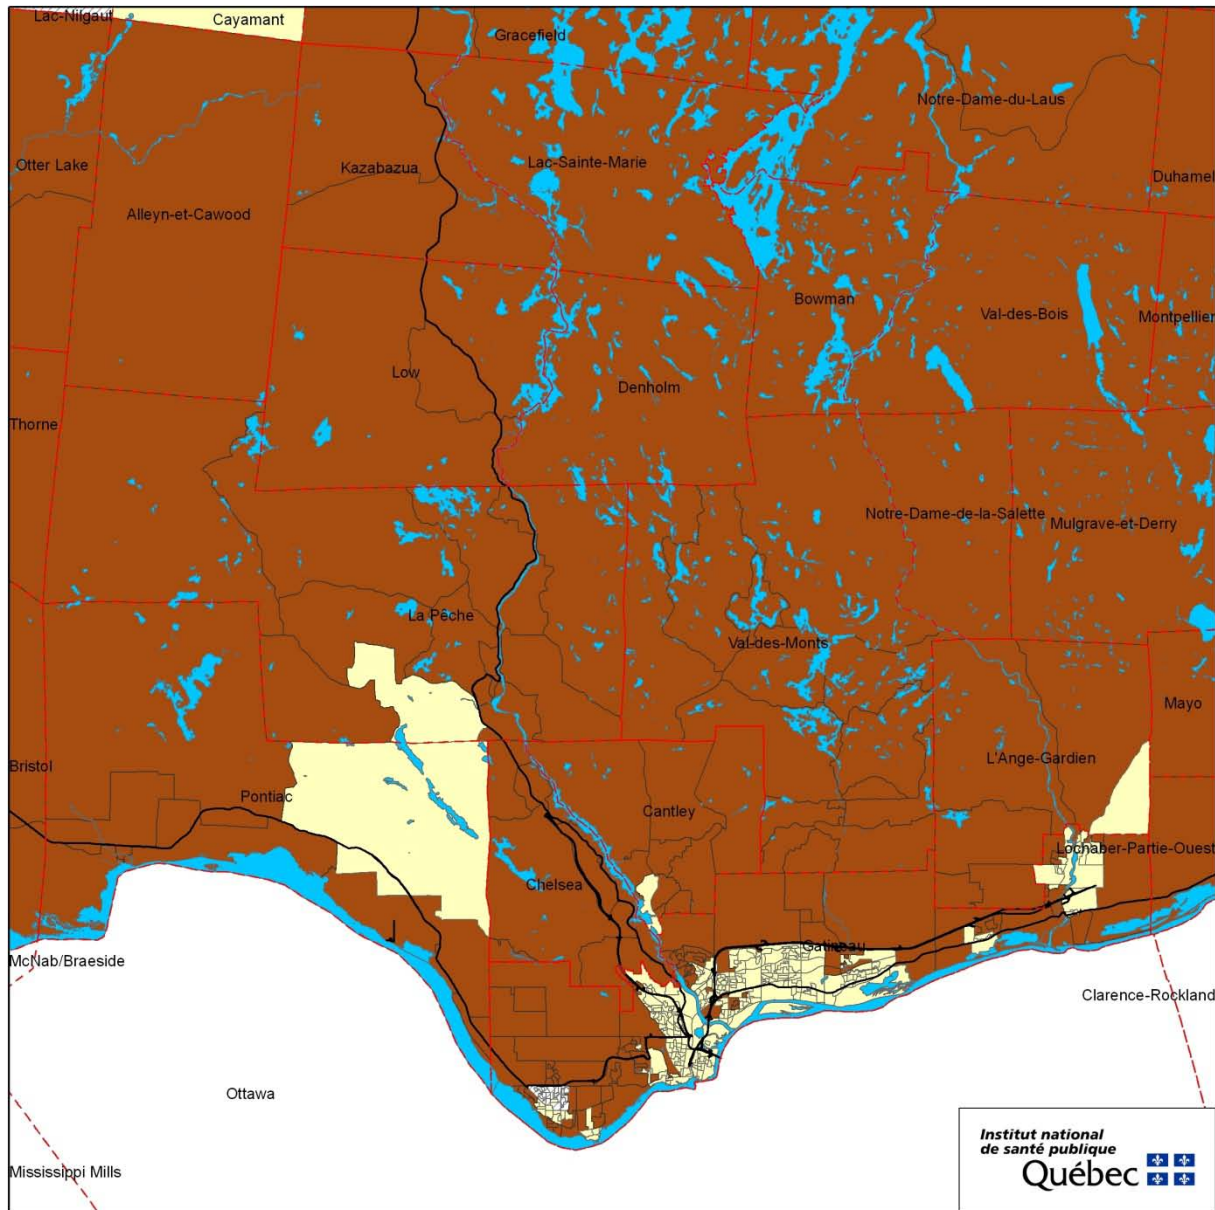 Lac-Nilgaut
Cayamant
Gracefield
Notre-Dame-du-Laus
Otter Lake
Kazabazua
Lac-Sainte-Marie
Duhamel
Alleyn-et-Cawood
Bowman
Val-des-Bois
Montpellier
Low
Denholm
Thorne
Notre-Dame-de-la-Salette
Mulgrave-et-Derry
La Pêche
Val-des-Monts
Mayo
Bristol
L'Ange-Gardien
Pontiac
Cantley
Lochaber-Partie-Ouest
Chelsea
Gatineau
McNab/Braeside
Clarence-Rockland
Ottawa
Mississippi Mills
Institut national
de santé publique
Québec